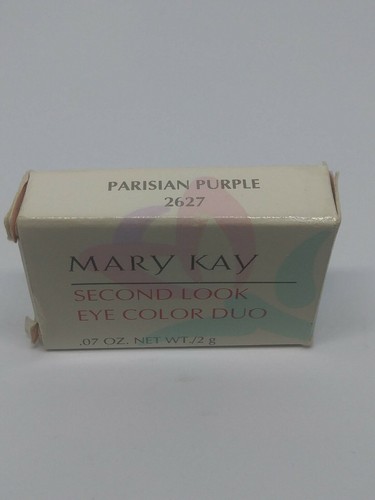 PARISIAN PURPLE
2627
MARY KAY
SECOND LOOK
EYE COLOR DUO
.07 OZ. NET WT./2 g